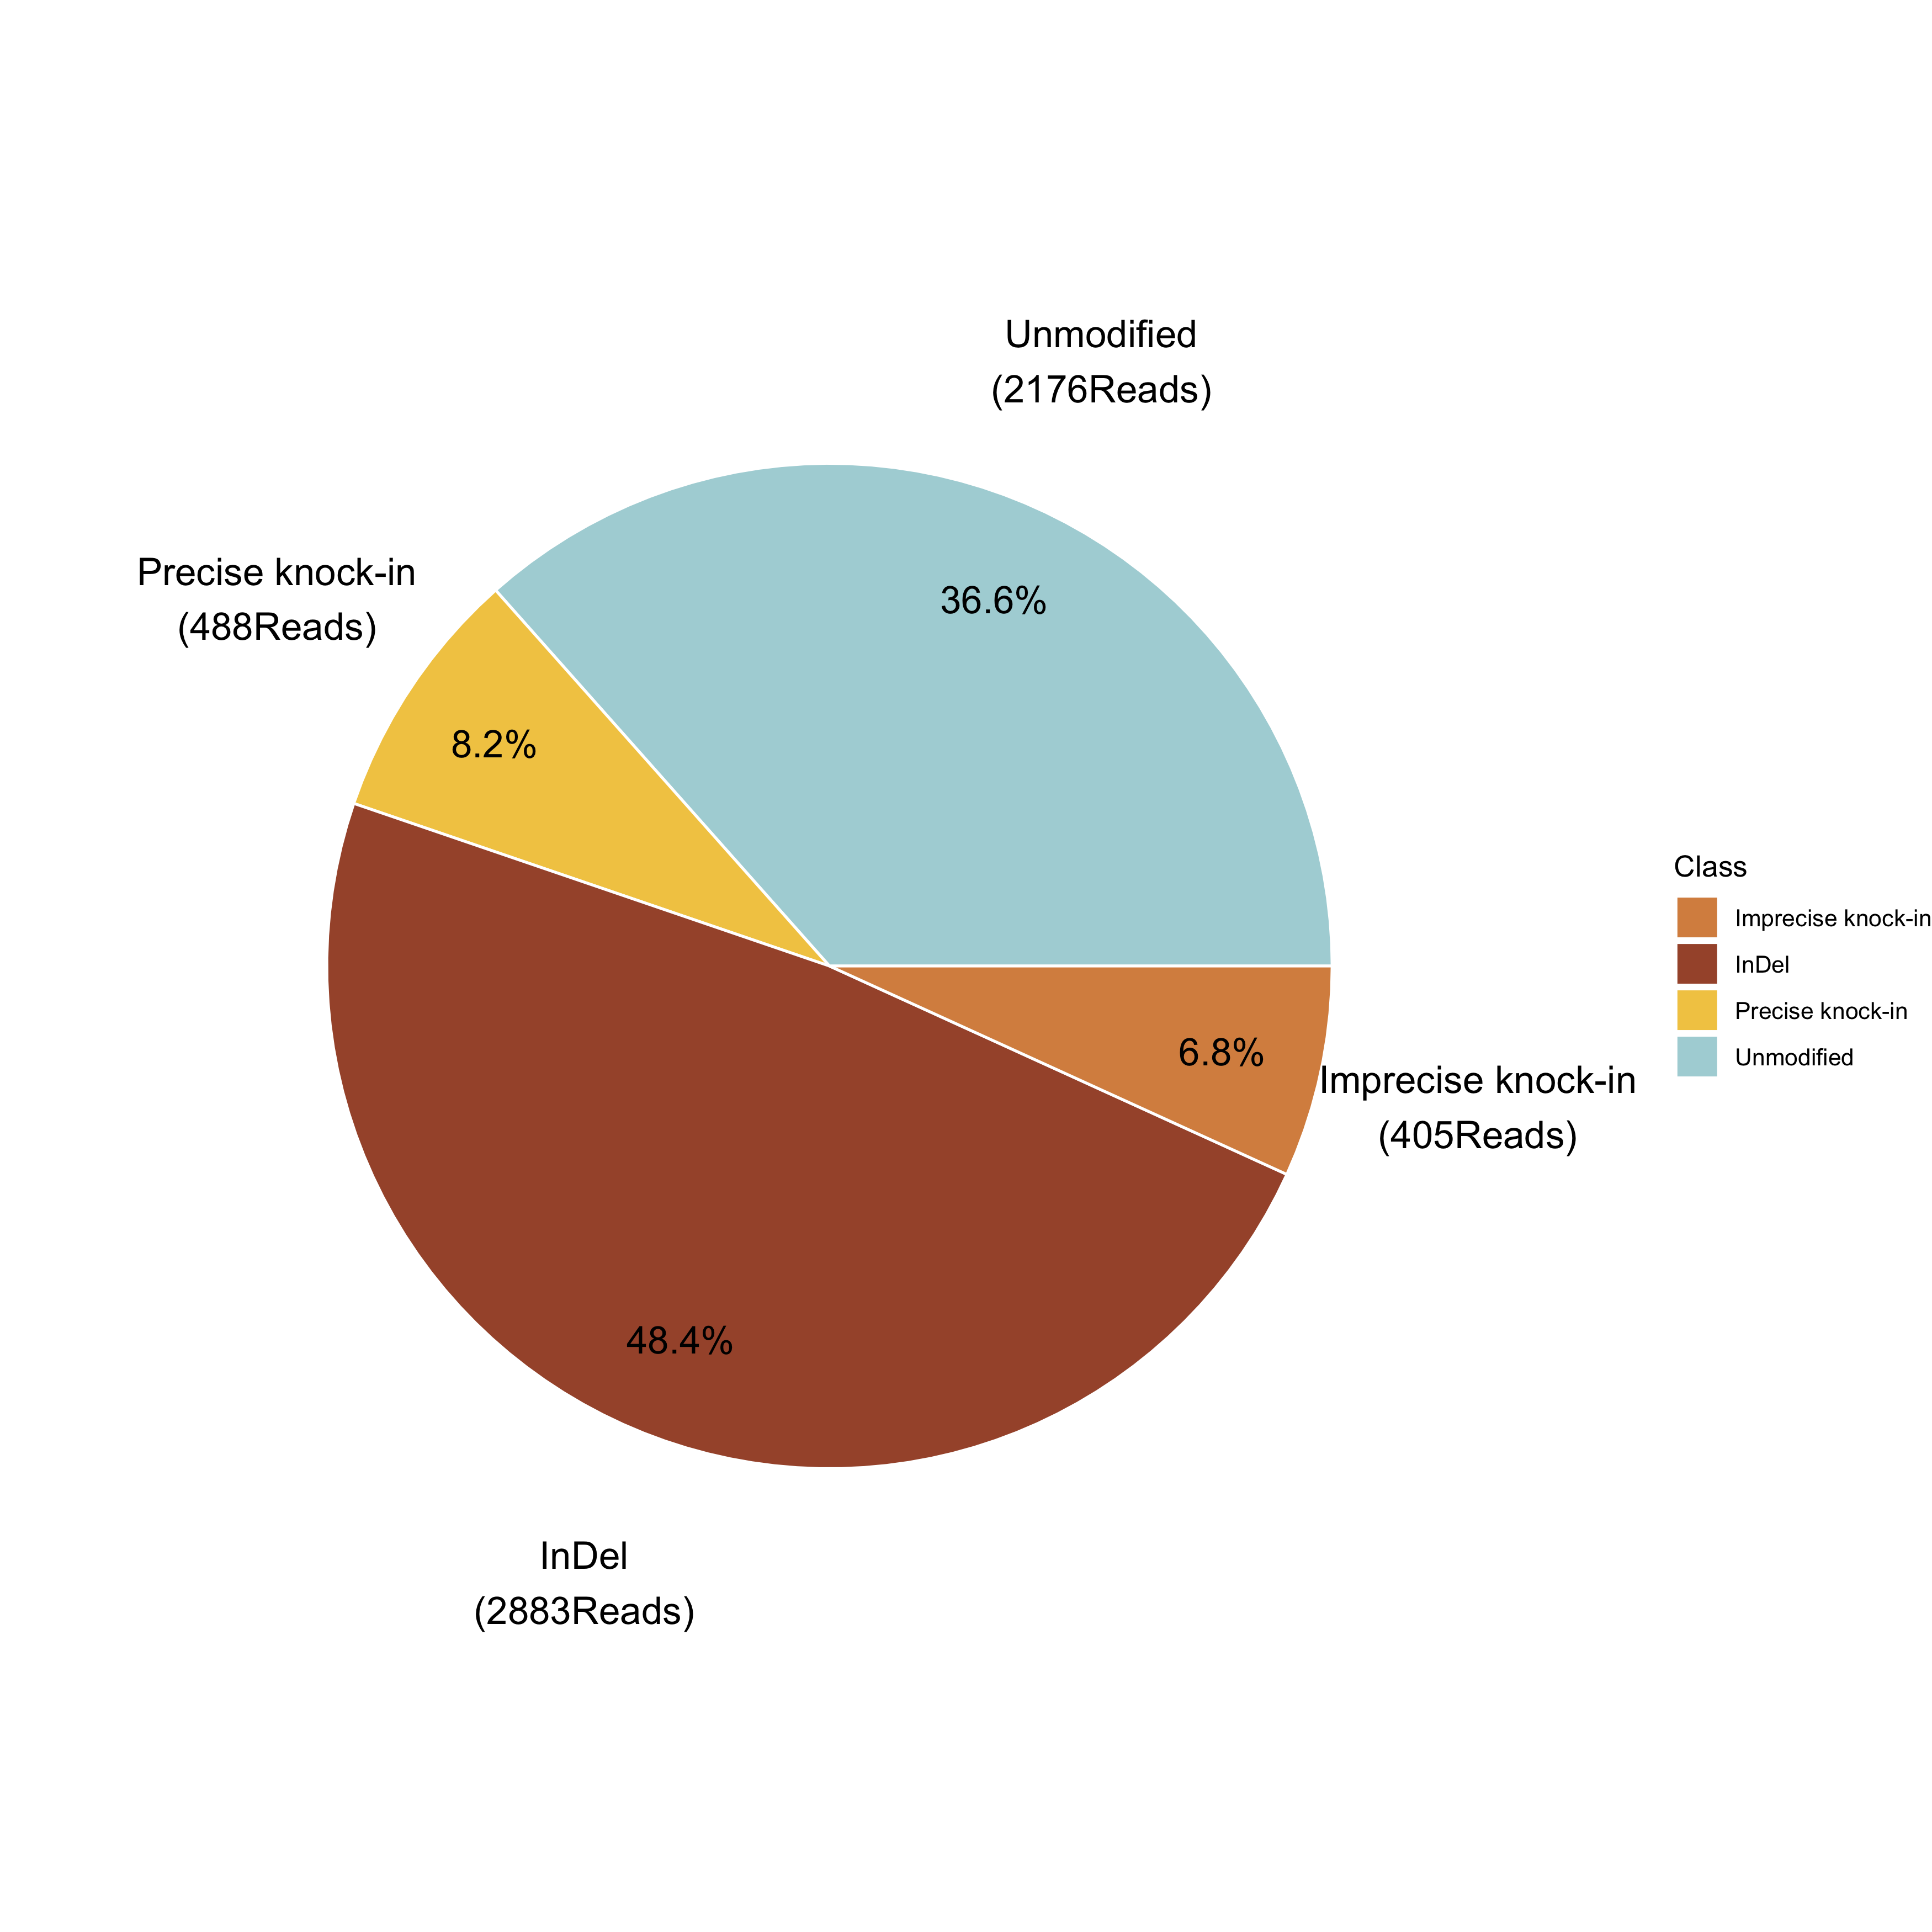 Unmodified
(2176Reads)
36.6%
Precise knock-in
(488Reads)
8.2%
6.8%
Imprecise knock-in
(405Reads)
48.4%
InDel
(2883Reads)
Class
Imprecise knock-in
InDel
Precise knock-in
Unmodified